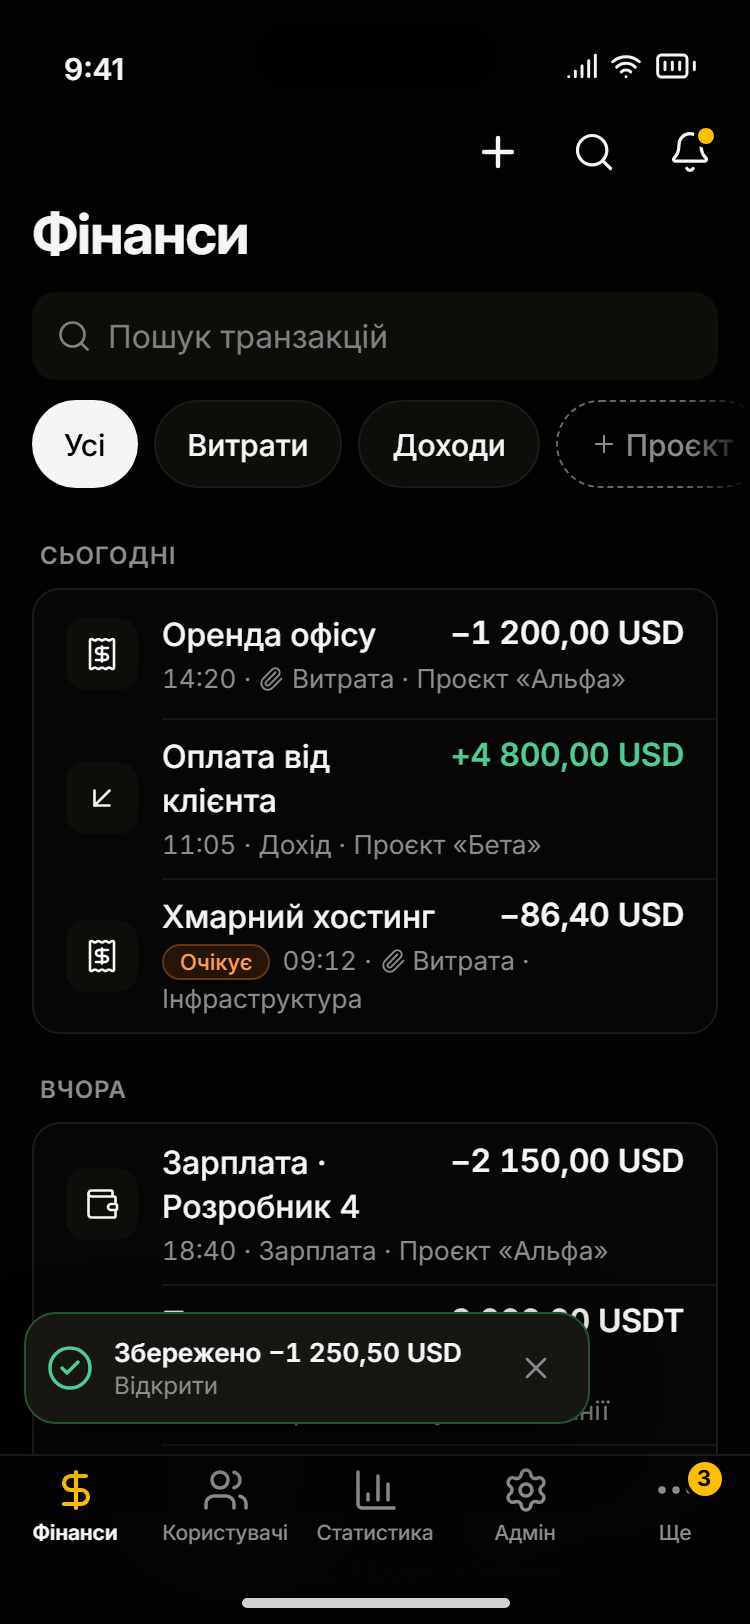 9:41
Фінанси
Пошук транзакцій
Усі
Витрати
Доходи
+ Проєкт
СЬОГОДНІ
Оренда офісу
−1 200,00 USD
14:20 · Витрата · Проєкт «Альфа»
Оплата від
клієнта
+4 800,00 USD
11:05 · Дохід · Проєкт «Бета»
Хмарний хостинг
−86,40 USD
Очікує
09:12 · Витрата ·
Інфраструктура
ВЧОРА
Зарплата ·
Розробник 4
−2 150,00 USD
18:40 · Зарплата · Проєкт «Альфа»
USDT
Збережено −1 250,50 USD
Відкрити
Фінанси
Користувачі
Статистика
Адмін
3
Ще